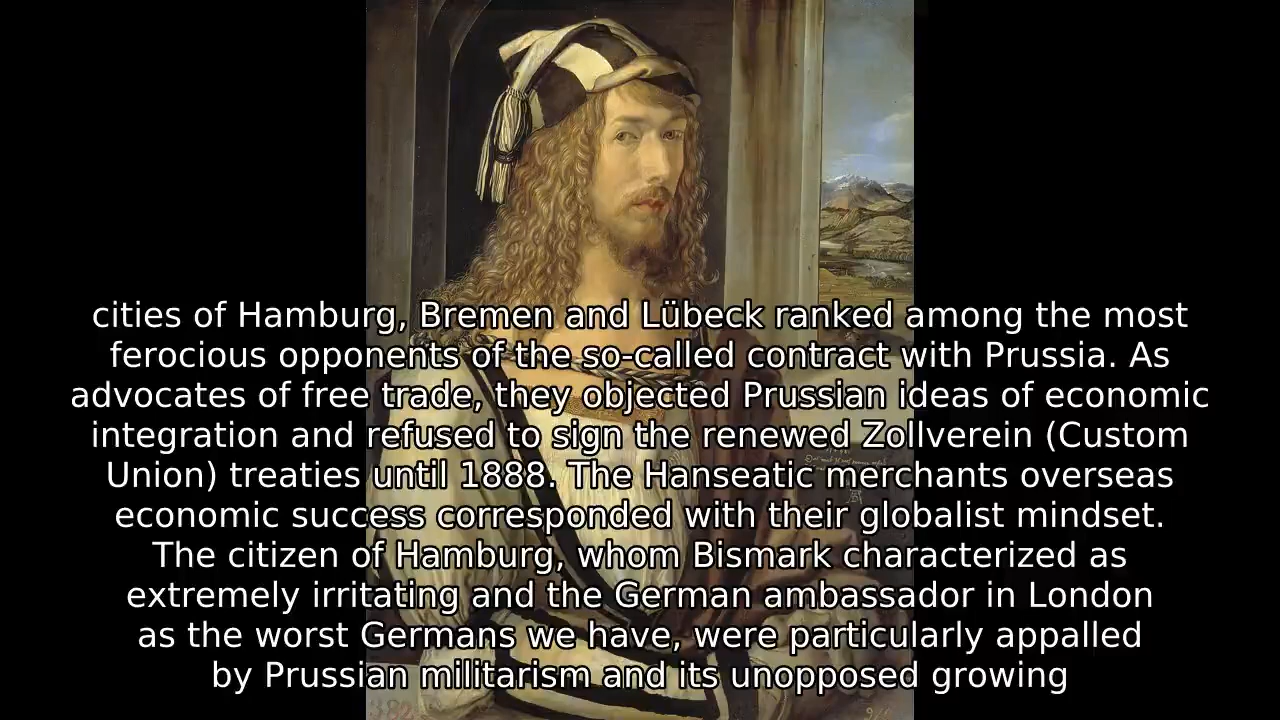 cities of Hamburg, Bremen and Lübeck ranked among the most
ferocious opponents of the so-called contract with Prussia. As
advocates of free trade, they objected Prussian ideas of economic
integration and refused to sign the renewed Zollverein (Custom
Union) treaties until 1888. The Hanseatic merchants overseas
economic success corresponded with their globalist mindset.
The citizen of Hamburg, whom Bismark characterized as
extremely irritating and the German ambassador in London
as the worst Germans we have, were particularly appalled
by Prussian militarism and its unopposed growing